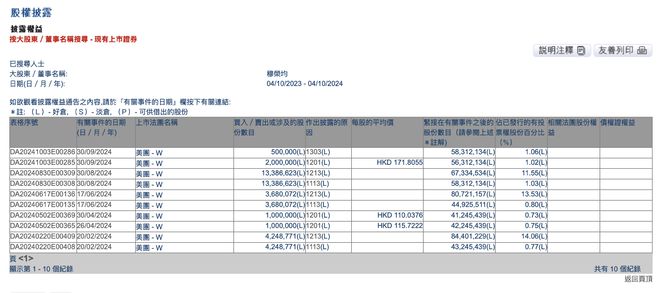 股權披露
披露權益
按大股東 / 董事名稱搜尋 - 現有上市證券
說明註釋 友善列印
已搜尋人士
大股東 / 董事名稱: 穆榮均
日期(日 / 月 / 年): 04/10/2023 - 04/10/2024
如欲觀看披露權益通告之內容,請於「有關事件的日期」欄按下有關連結:
* 註: (L) - 好倉, (S) - 淡倉, (P) - 可供借出的股份
表格序號 有關事件的日期 (日 / 月 / 年) 上市法團名稱 買入 / 賣出或涉及的股份數目 作出披露的原因 每股的平均價 緊接在有關事件之後的股份數目 (請參閱上述 * 註解) 佔已發行的有投票權股份百分比 (%) 相關法團股份權益 債權證權益
DA20241003E00286 30/09/2024 美團 - W 500,000(L) 1303(L) 58,312,134(L) 1.06(L)
DA20241003E00285 30/09/2024 美團 - W 2,000,000(L) 1201(L) HKD 171.8055 56,312,134(L) 1.02(L)
DA20240830E00309 30/08/2024 美團 - W 13,386,623(L) 1213(L) 67,334,534(L) 11.55(L)
DA20240830E00308 30/08/2024 美團 - W 13,386,623(L) 1113(L) 58,312,134(L) 1.03(L)
DA20240617E00136 17/06/2024 美團 - W 3,680,072(L) 1213(L) 80,721,157(L) 13.53(L)
DA20240617E00135 17/06/2024 美團 - W 3,680,072(L) 1113(L) 44,925,511(L) 0.80(L)
DA20240502E00369 30/04/2024 美團 - W 1,000,000(L) 1201(L) HKD 110.0376 41,245,439(L) 0.73(L)
DA20240502E00365 26/04/2024 美團 - W 1,000,000(L) 1201(L) HKD 115.7222 42,245,439(L) 0.75(L)
DA20240220E00409 20/02/2024 美團 - W 4,248,771(L) 1213(L) 84,401,229(L) 14.06(L)
DA20240220E00408 20/02/2024 美團 - W 4,248,771(L) 1113(L) 43,245,439(L) 0.77(L)
頁 <1>
顯示第 1 - 10 個紀錄 共有 10 個紀錄
返回頁頂